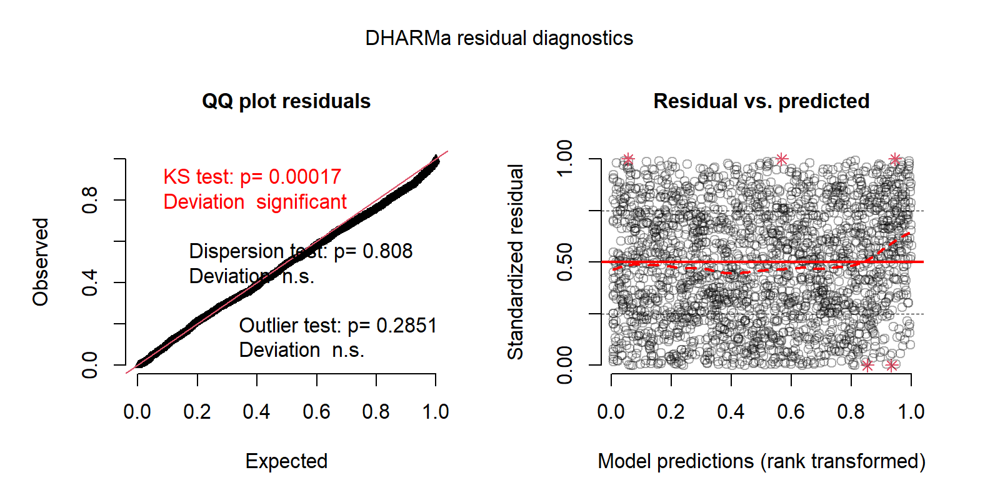 DHARMa residual diagnostics
QQ plot residuals
KS test: p= 0.00017
Deviation  significant
Dispersion test: p= 0.808
Deviation  n.s.
Outlier test: p= 0.2851
Deviation  n.s.
Observed
0.0
0.4
0.8
0.0 0.2 0.4 0.6 0.8 1.0
Expected
Residual vs. predicted
Standardized residual
0.00
0.50
1.00
0.0 0.2 0.4 0.6 0.8 1.0
Model predictions (rank transformed)